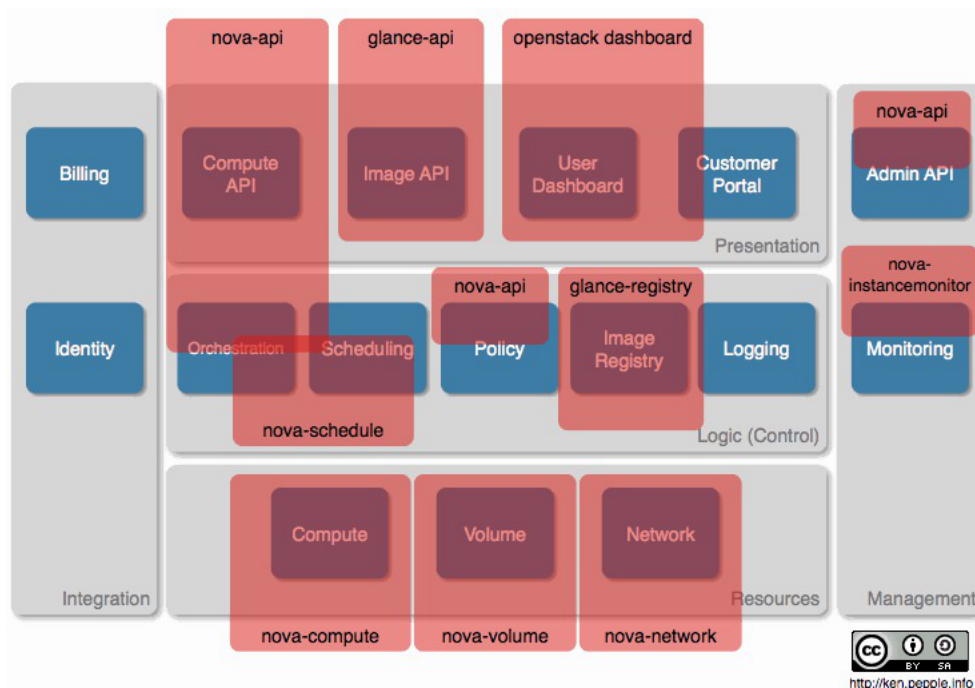 nova-api
glance-api
openstack dashboard
nova-api
Billing
Compute
API
Image API
User
Dashboard
Customer
Portal
Admin API
Presentation
nova-api
glance-registry
nova-
instancemonitor
Identity
Orchestration
Scheduling
Policy
Image
Registry
Logging
Monitoring
nova-schedule
Logic (Control)
Compute
Volume
Network
Integration
Resources
Management
nova-compute
nova-volume
nova-network
cc
BY SA
http://ken.pepple.info